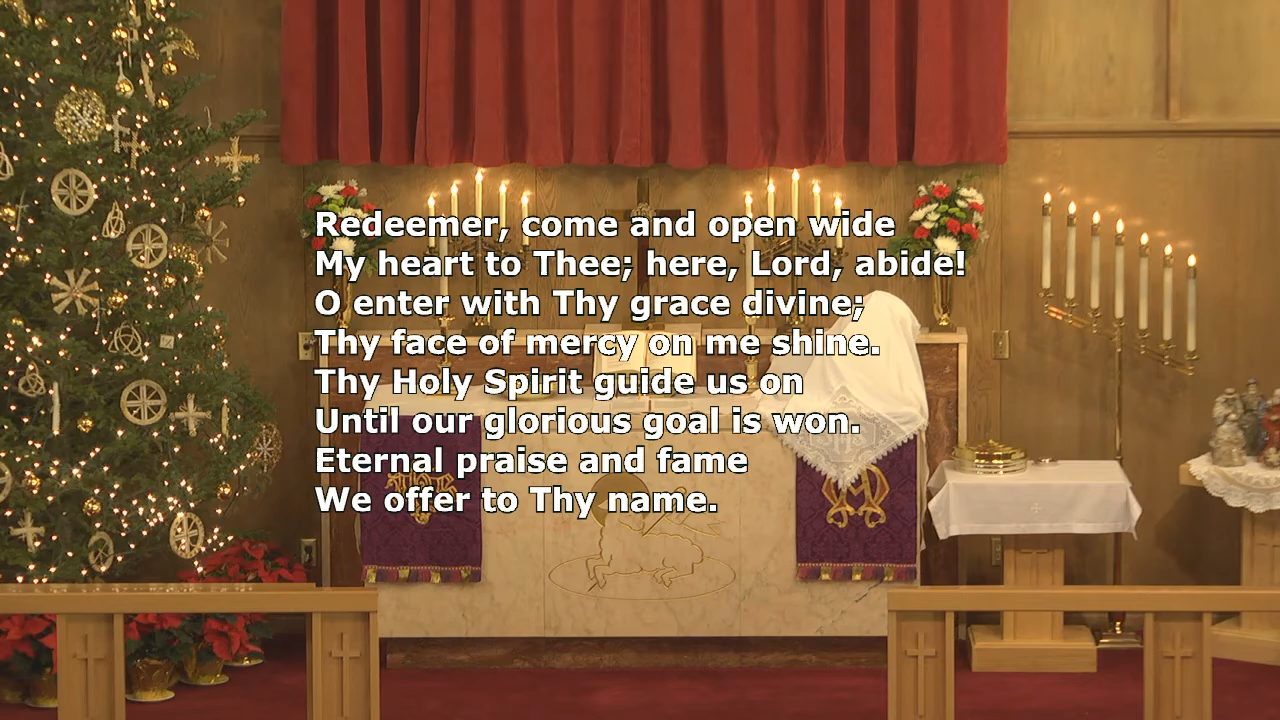 Redeemer, come and open wide
My heart to Thee; here, Lord, abide!
O enter with Thy grace divine;
Thy face of mercy on me shine.
Thy Holy Spirit guide us on
Until our glorious goal is won.
Eternal praise and fame
We offer to Thy name.